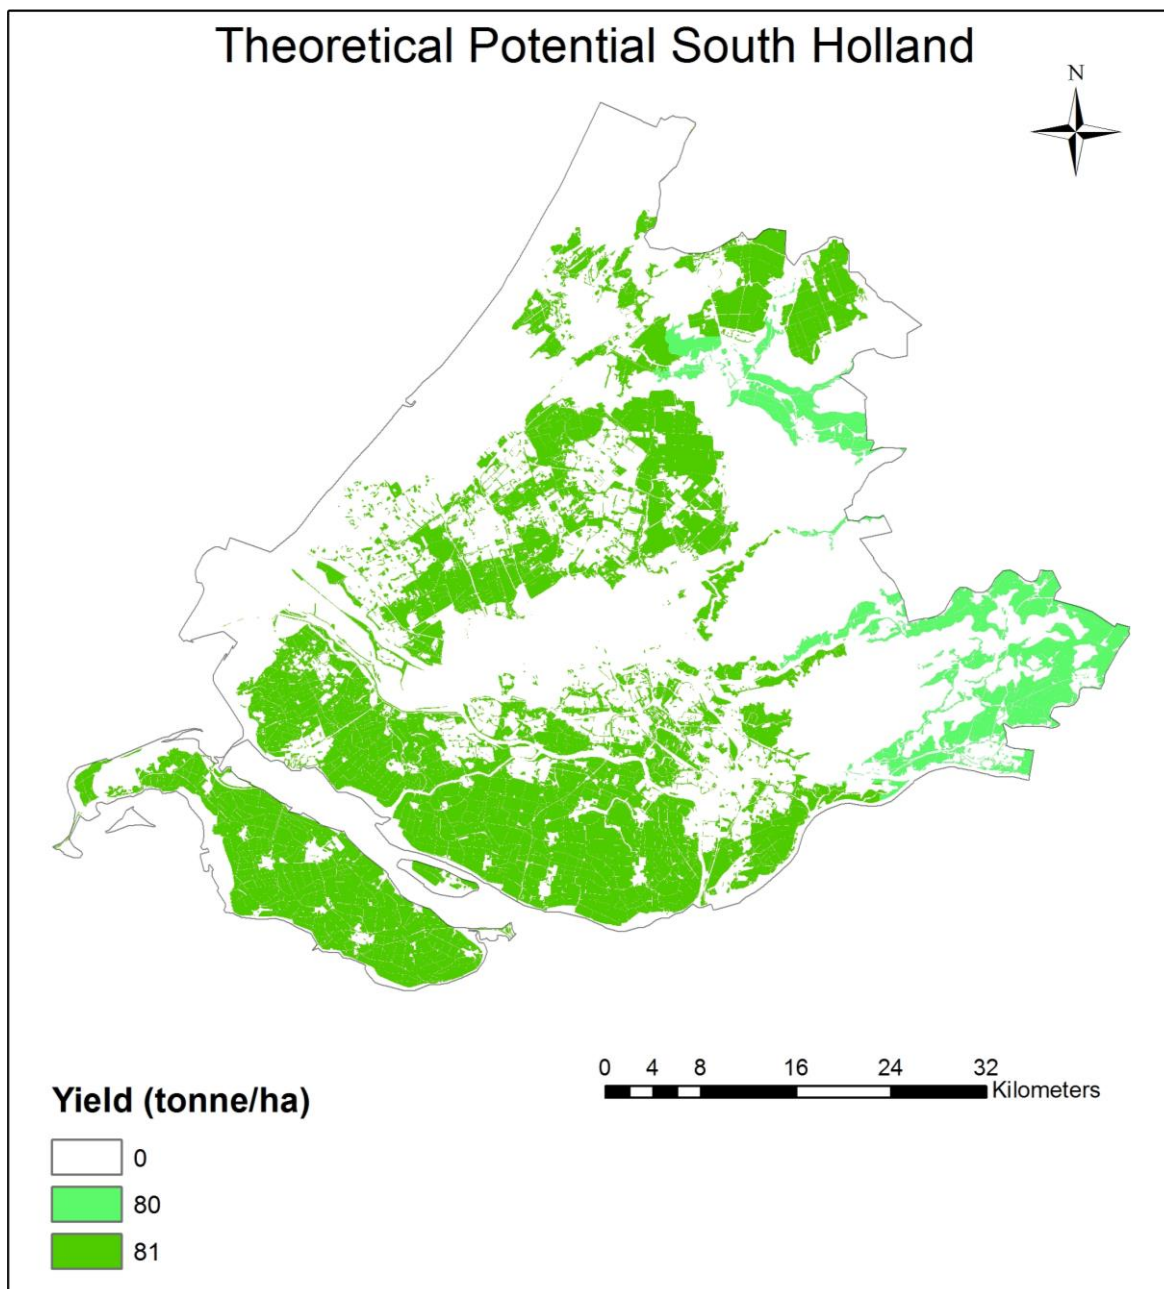 Theoretical Potential South Holland
N
0 4 8 16 24 32
Kilometers
Yield (tonne/ha)
0
80
81